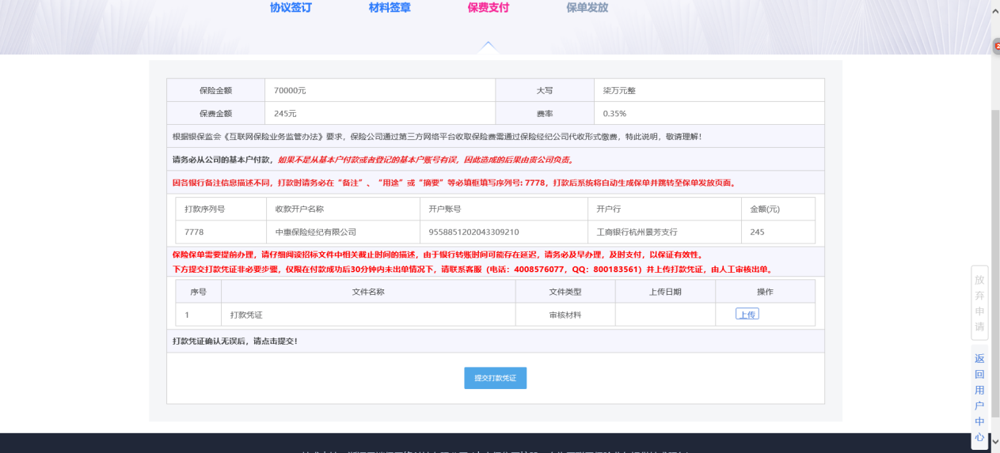 协议签订 材料签章 保费支付 保单发放
保险金额 70000元 大写 柒万元整
保费金额 245元 费率 0.35%
根据银保监会《互联网保险业务监管办法》要求，保险公司通过第三方网络平台收取保险费需通过保险经纪公司代收形式缴费，特此说明，敬请理解！
请务必从公司的基本户付款，如果不是从基本户付款或者登记的基本户账号有误，因此造成的后果由贵公司负责。
因各银行备注信息描述不同，打款时请务必在“备注”、“用途”或“摘要”等必填框填写序列号: 7778，打款后系统将自动生成保单并跳转至保单发放页面。
打款序列号 收款开户名称 开户账号 开户行 金额(元)
7778 中惠保险经纪有限公司 9558851202043309210 工商银行杭州景芳支行 245
保险保单需要提前办理，请仔细阅读招标文件中相关截止时间的描述，由于银行转账时间可能存在延迟，请务必及早办理，及时支付，以保证有效性。
下方提交打款凭证非必要步骤，仅限在付款成功后30分钟内未出单情况下，请联系客服（电话：4008576077，QQ：800183561）并上传打款凭证，由人工审核出单。
序号 文件名称 文件类型 上传日期 操作
1 打款凭证 审核材料 上传
打款凭证确认无误后，请点击提交！
提交打款凭证
放弃申请
返回用户中心